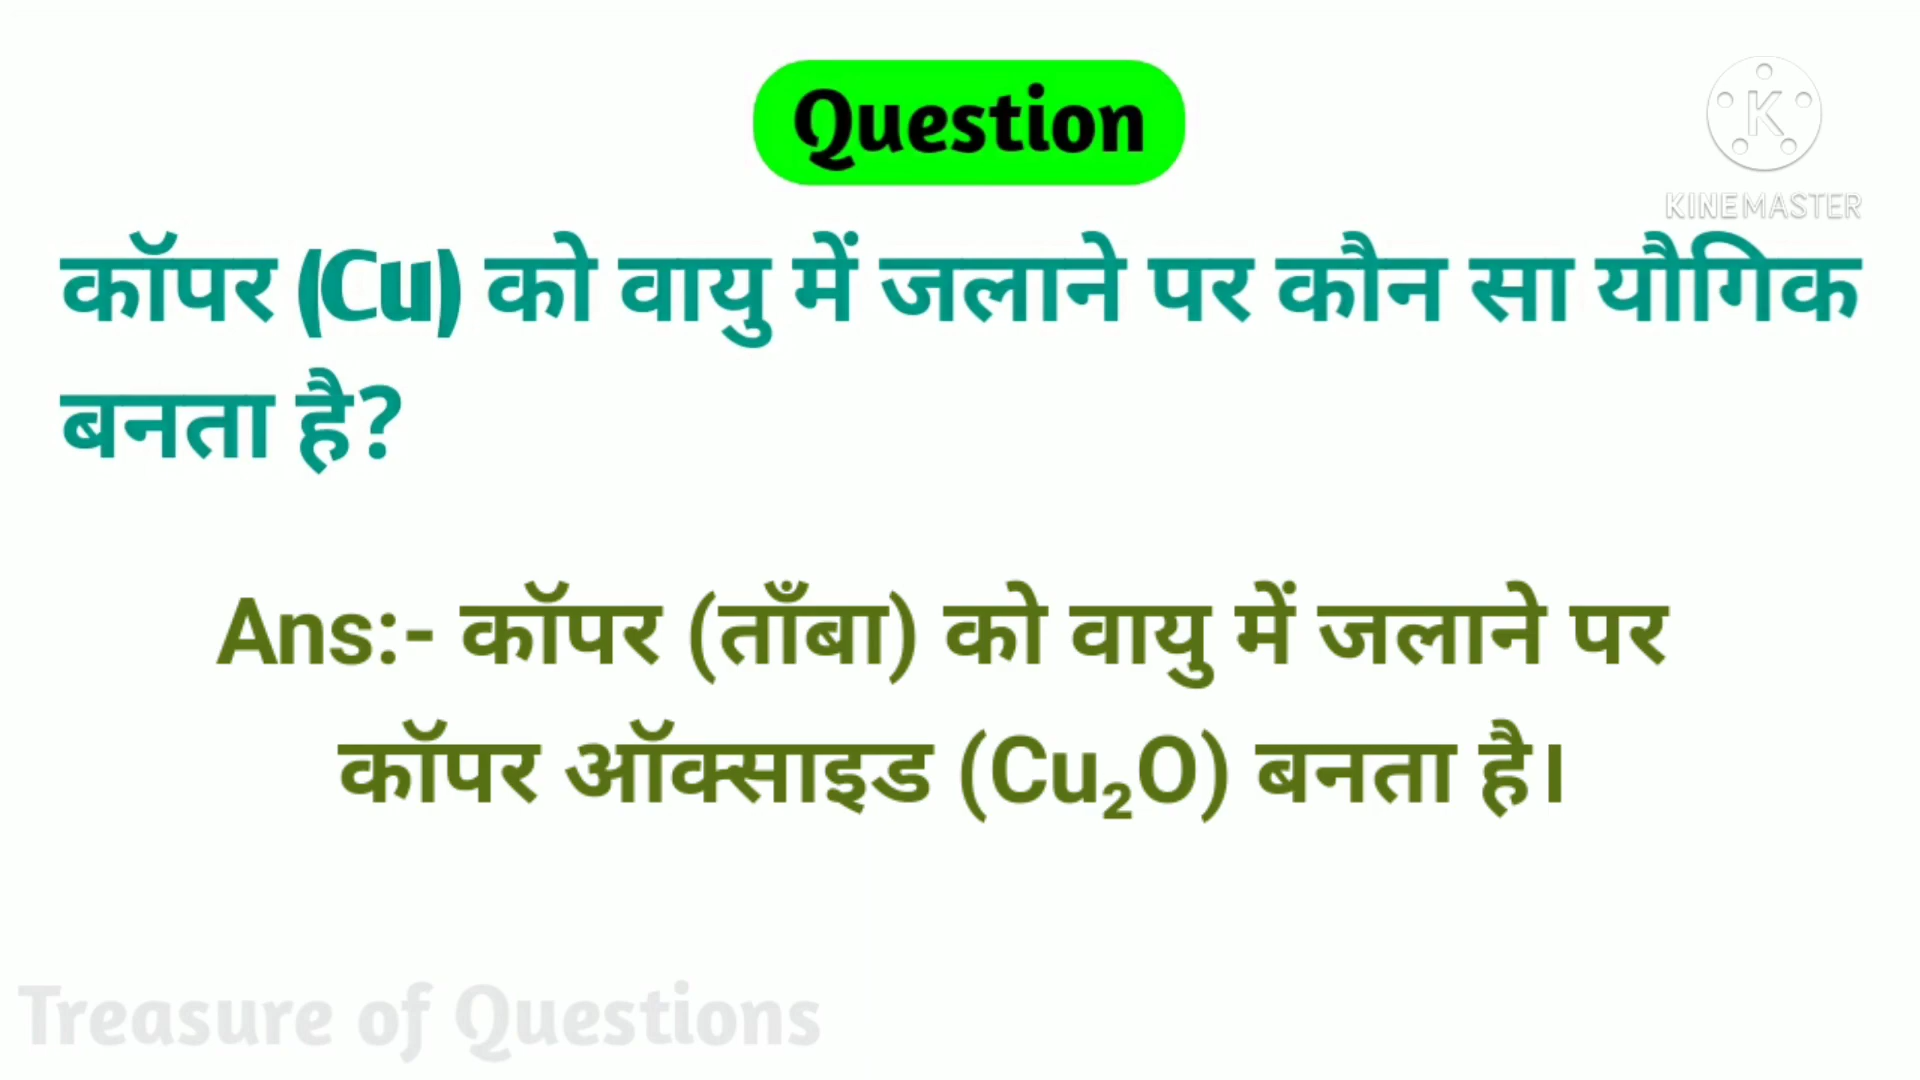 Question
K
KINEMASTER
कॉपर (Cu) को वायु में जलाने पर कौन सा यौगिक
बनता है?
Ans:- कॉपर (ताँबा) को वायु में जलाने पर
कॉपर ऑक्साइड (Cu₂O) बनता है।
Treasure of Questions